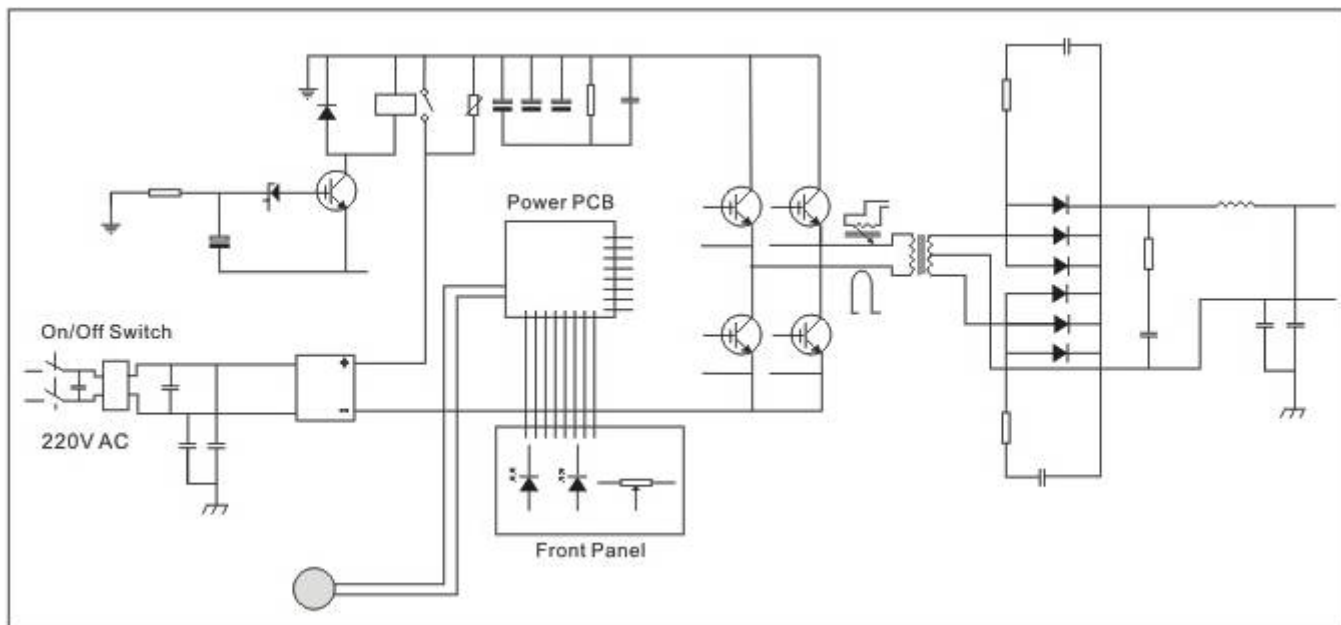 Power PCB
On/Off Switch
+
-
220V AC
Front Panel